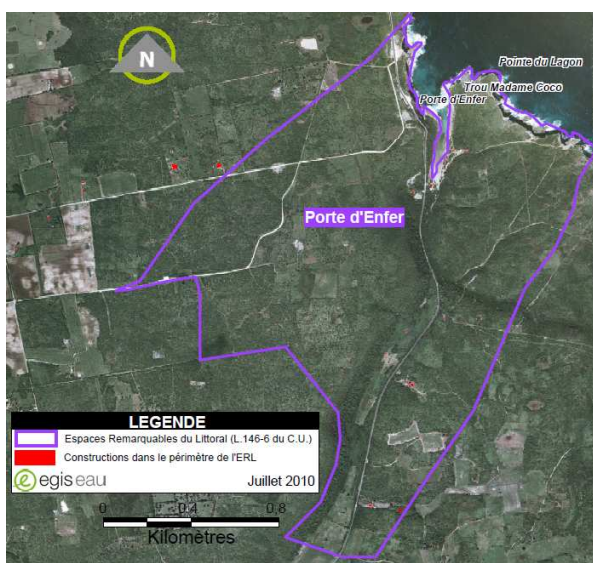 N
Pointe du Lagon
Trou Madame Coco
Porte d'Enfer
Porte d'Enfer
LEGENDE
Espaces Remarquables du Littoral (L.146-6 du C.U.)
Constructions dans le périmètre de l'ERL
egis eau
Juillet 2010
0 0,4 0,8
Kilomètres